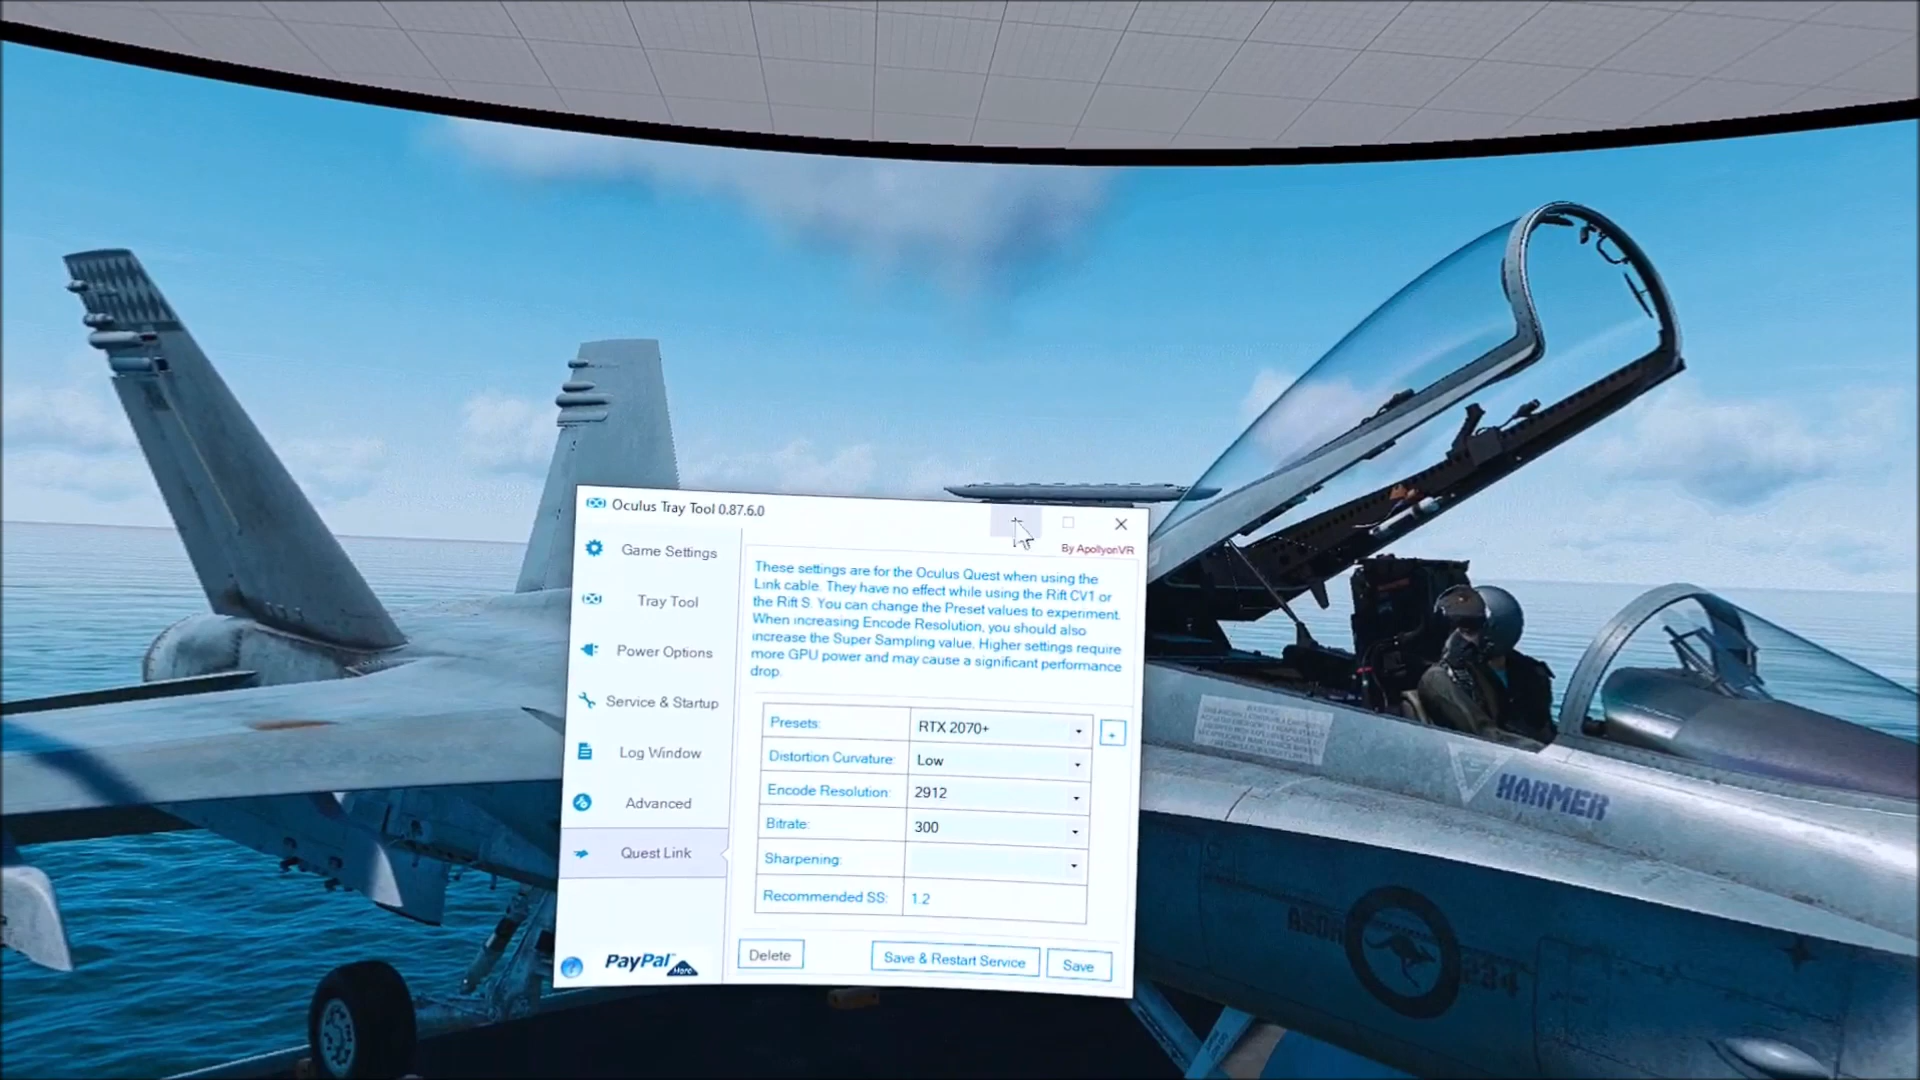 Oculus Tray Tool 0.87.6.0
By ApollyonVR
Game Settings
Tray Tool
Power Options
Service & Startup
Log Window
Advanced
Quest Link
PayPal
Here
These settings are for the Oculus Quest when using the
Link cable. They have no effect while using the Rift CV1 or
the Rift S. You can change the Preset values to experiment.
When increasing Encode Resolution, you should also
increase the Super Sampling value. Higher settings require
more GPU power and may cause a significant performance
drop.
Presets: RTX 2070+
Distortion Curvature: Low
Encode Resolution: 2912
Bitrate: 300
Sharpening:
Recommended SS: 1.2
Delete
Save & Restart Service
Save
HARMER